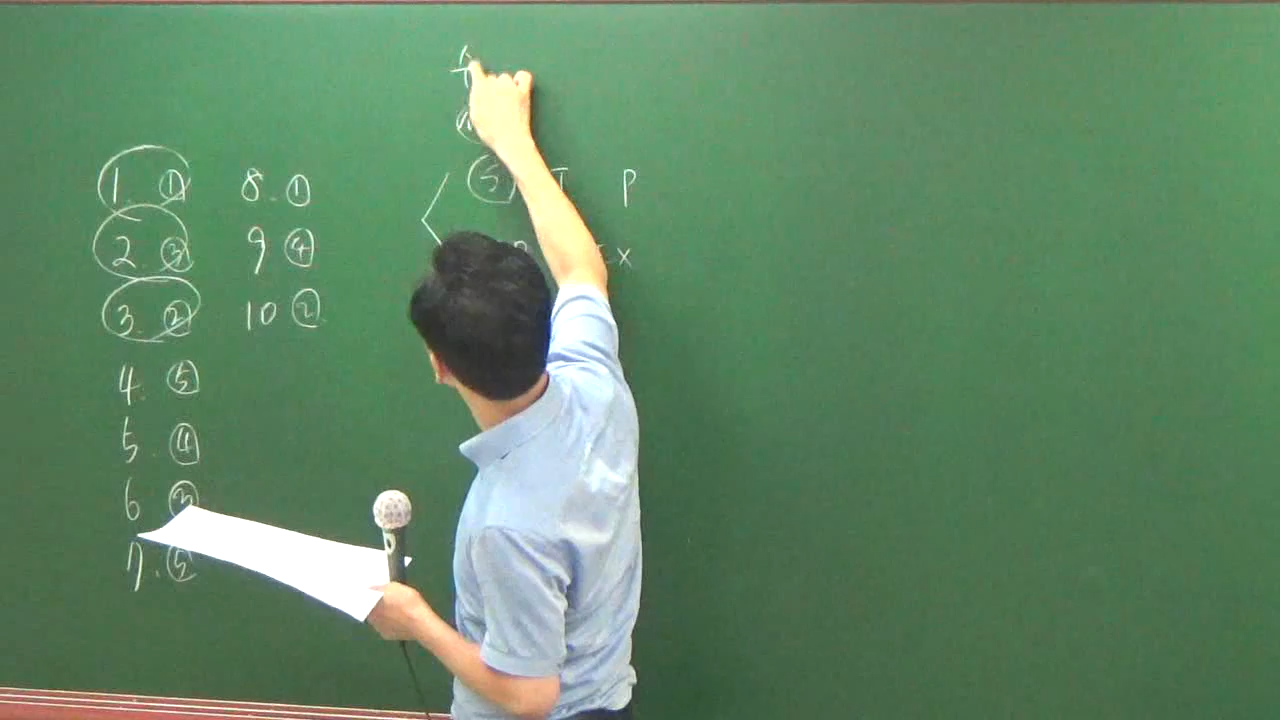 1. ① 8. ①
2. ③ 9 ④
3. ② 10 ②
4. ⑤
5. ④
6 ③
7. ⑤
P
x